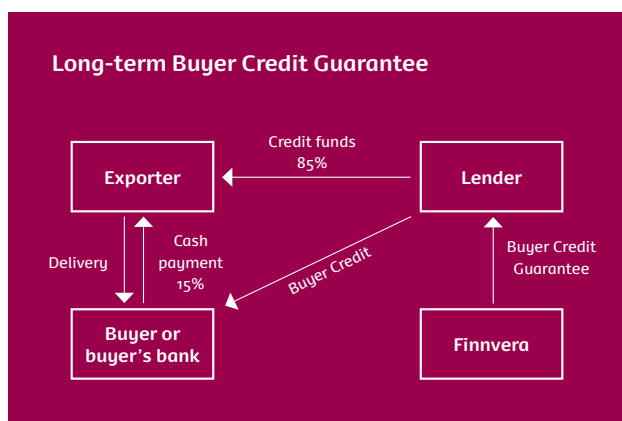 Long-term Buyer Credit Guarantee
Credit funds
85%
Exporter
Lender
Delivery
Cash
payment
15%
Buyer Credit
Buyer Credit
Guarantee
Buyer or
buyer's bank
Finnvera